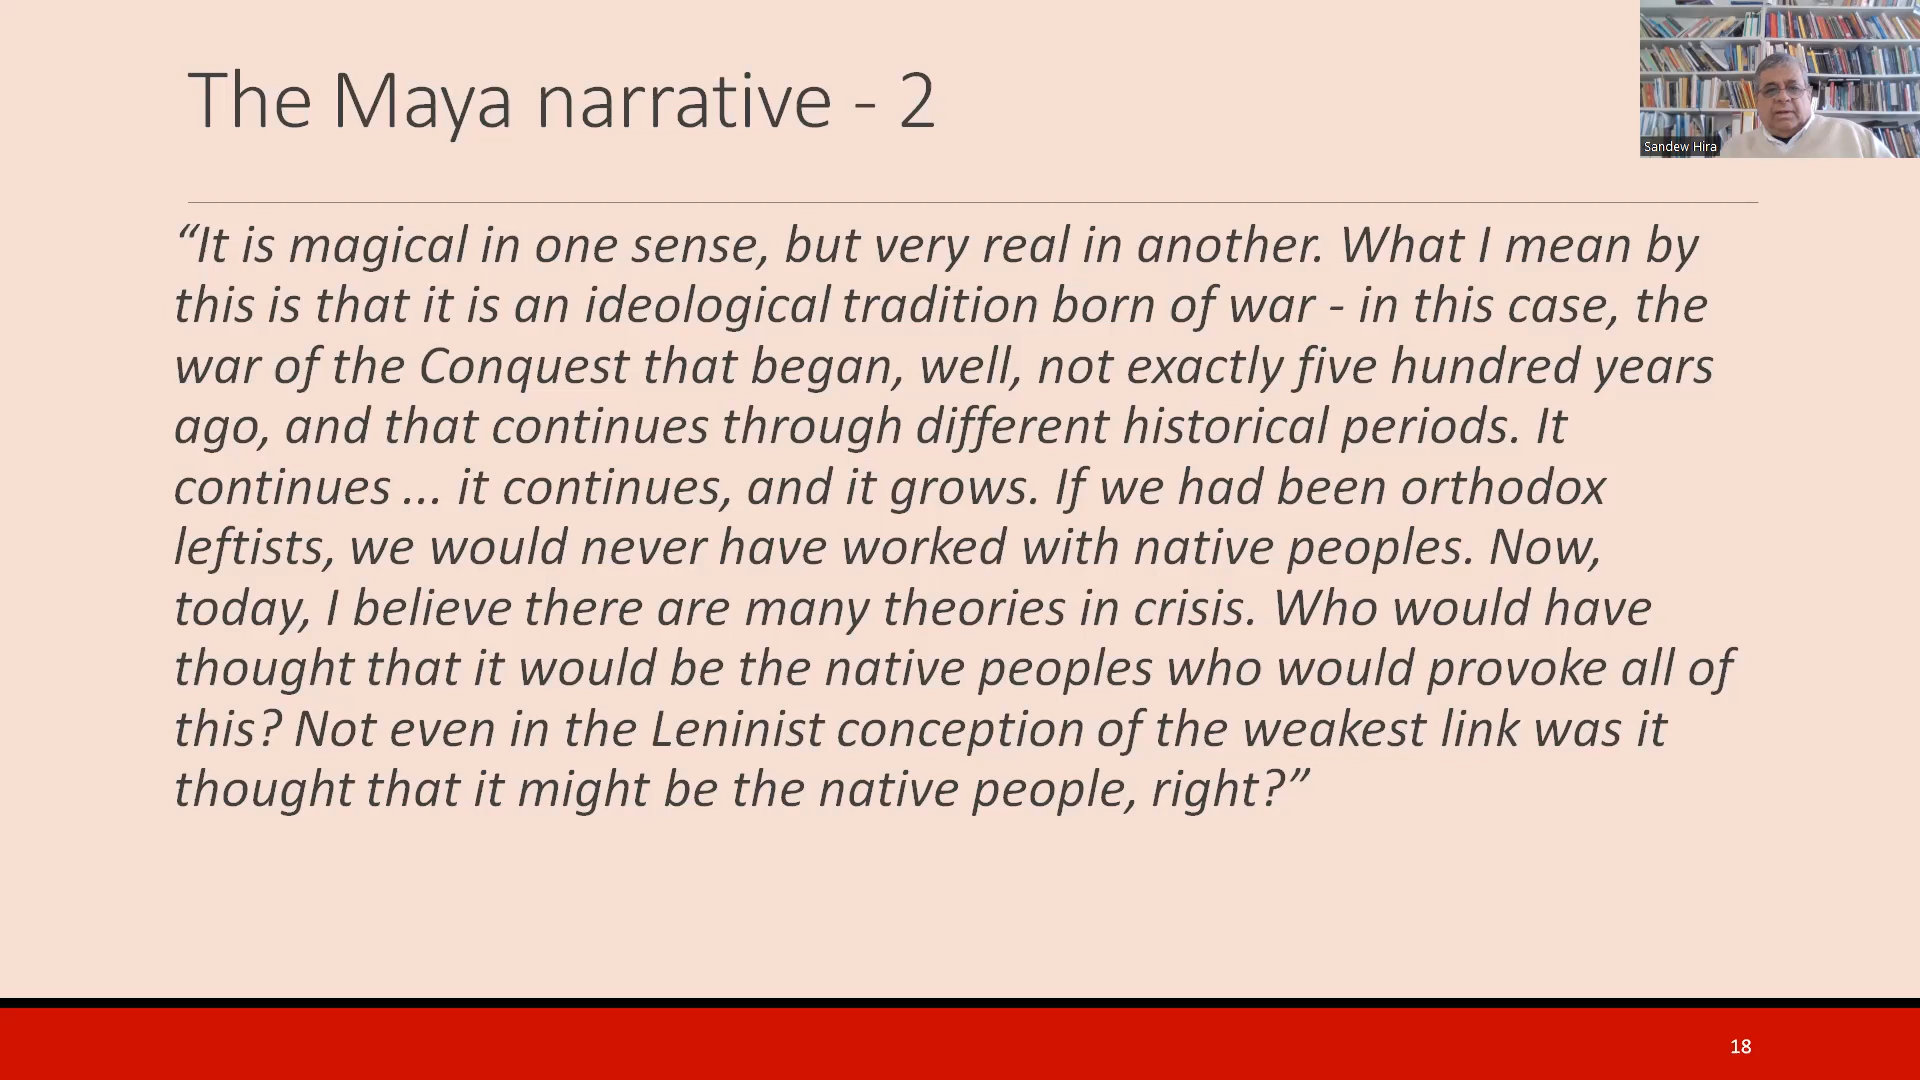 The Maya narrative - 2
Sandew Hira
“It is magical in one sense, but very real in another. What I mean by
this is that it is an ideological tradition born of war - in this case, the
war of the Conquest that began, well, not exactly five hundred years
ago, and that continues through different historical periods. It
continues ... it continues, and it grows. If we had been orthodox
leftists, we would never have worked with native peoples. Now,
today, I believe there are many theories in crisis. Who would have
thought that it would be the native peoples who would provoke all of
this? Not even in the Leninist conception of the weakest link was it
thought that it might be the native people, right?”
18